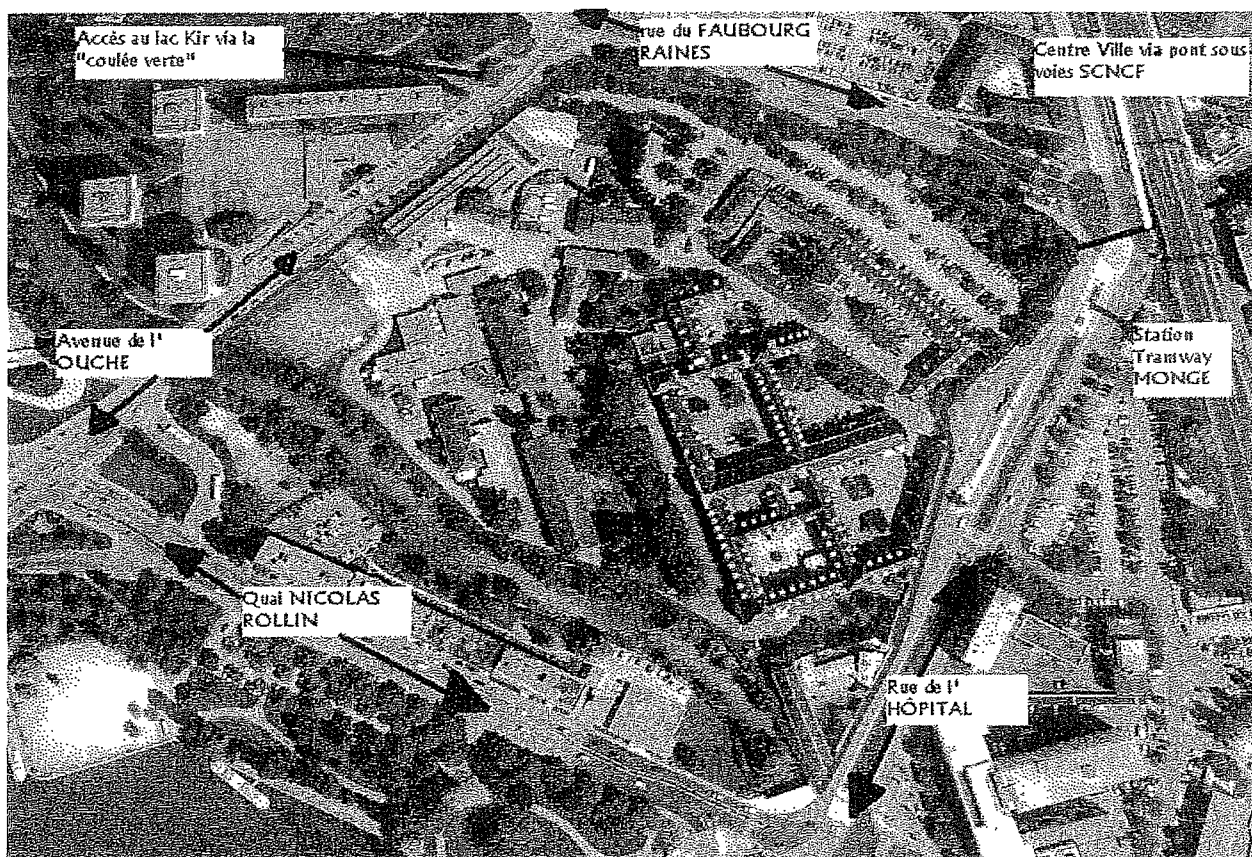 Accès au lac Kir via la
"coulée verte"
rue du FAUBOURG
RAINES
Centre Ville via pont sous
voies SCNCF
Avenue de l'
OUCHE
Station
Tramway
MONGE
Quai NICOLAS
ROLLIN
Rue de l'
HÔPITAL